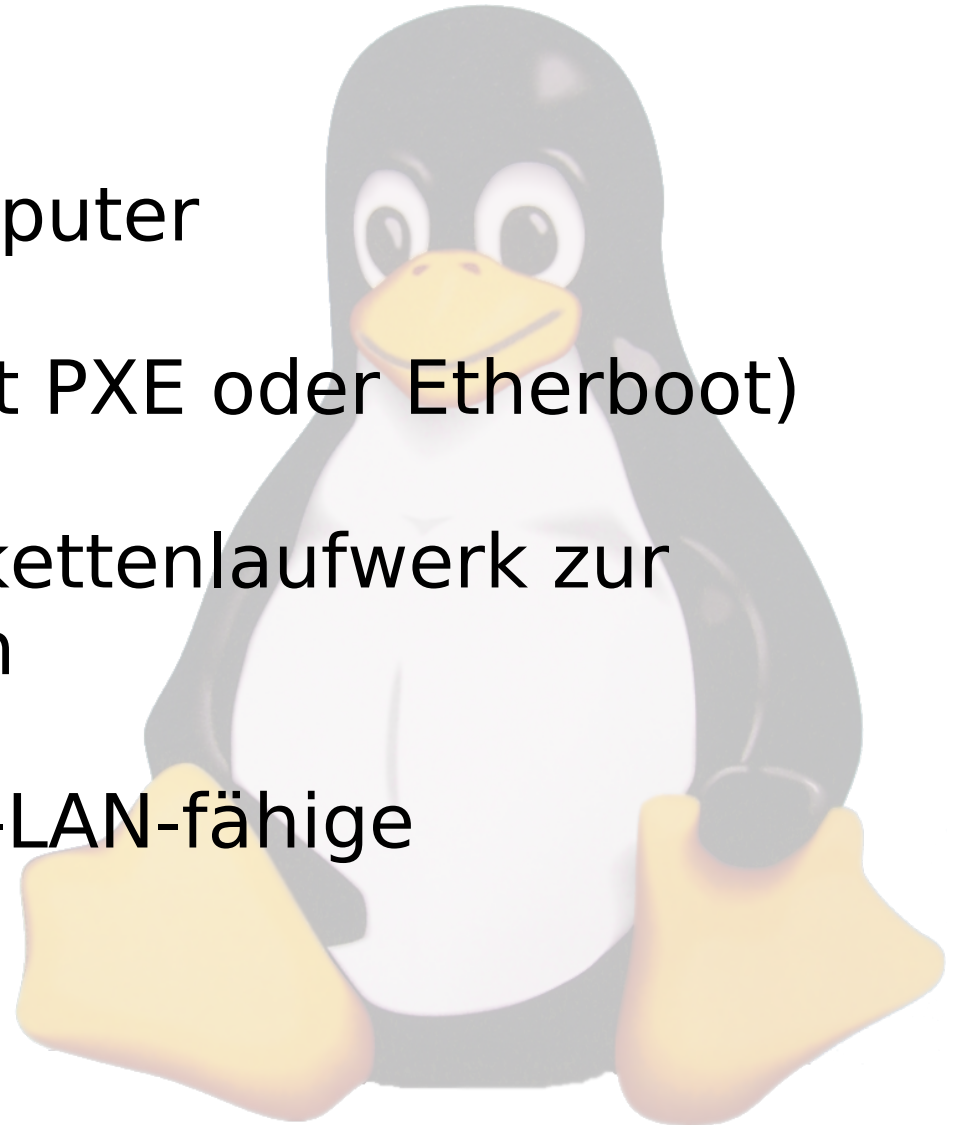 puter
t PXE oder Etherboot)
kettenlaufwerk zur
n
-LAN-fähige